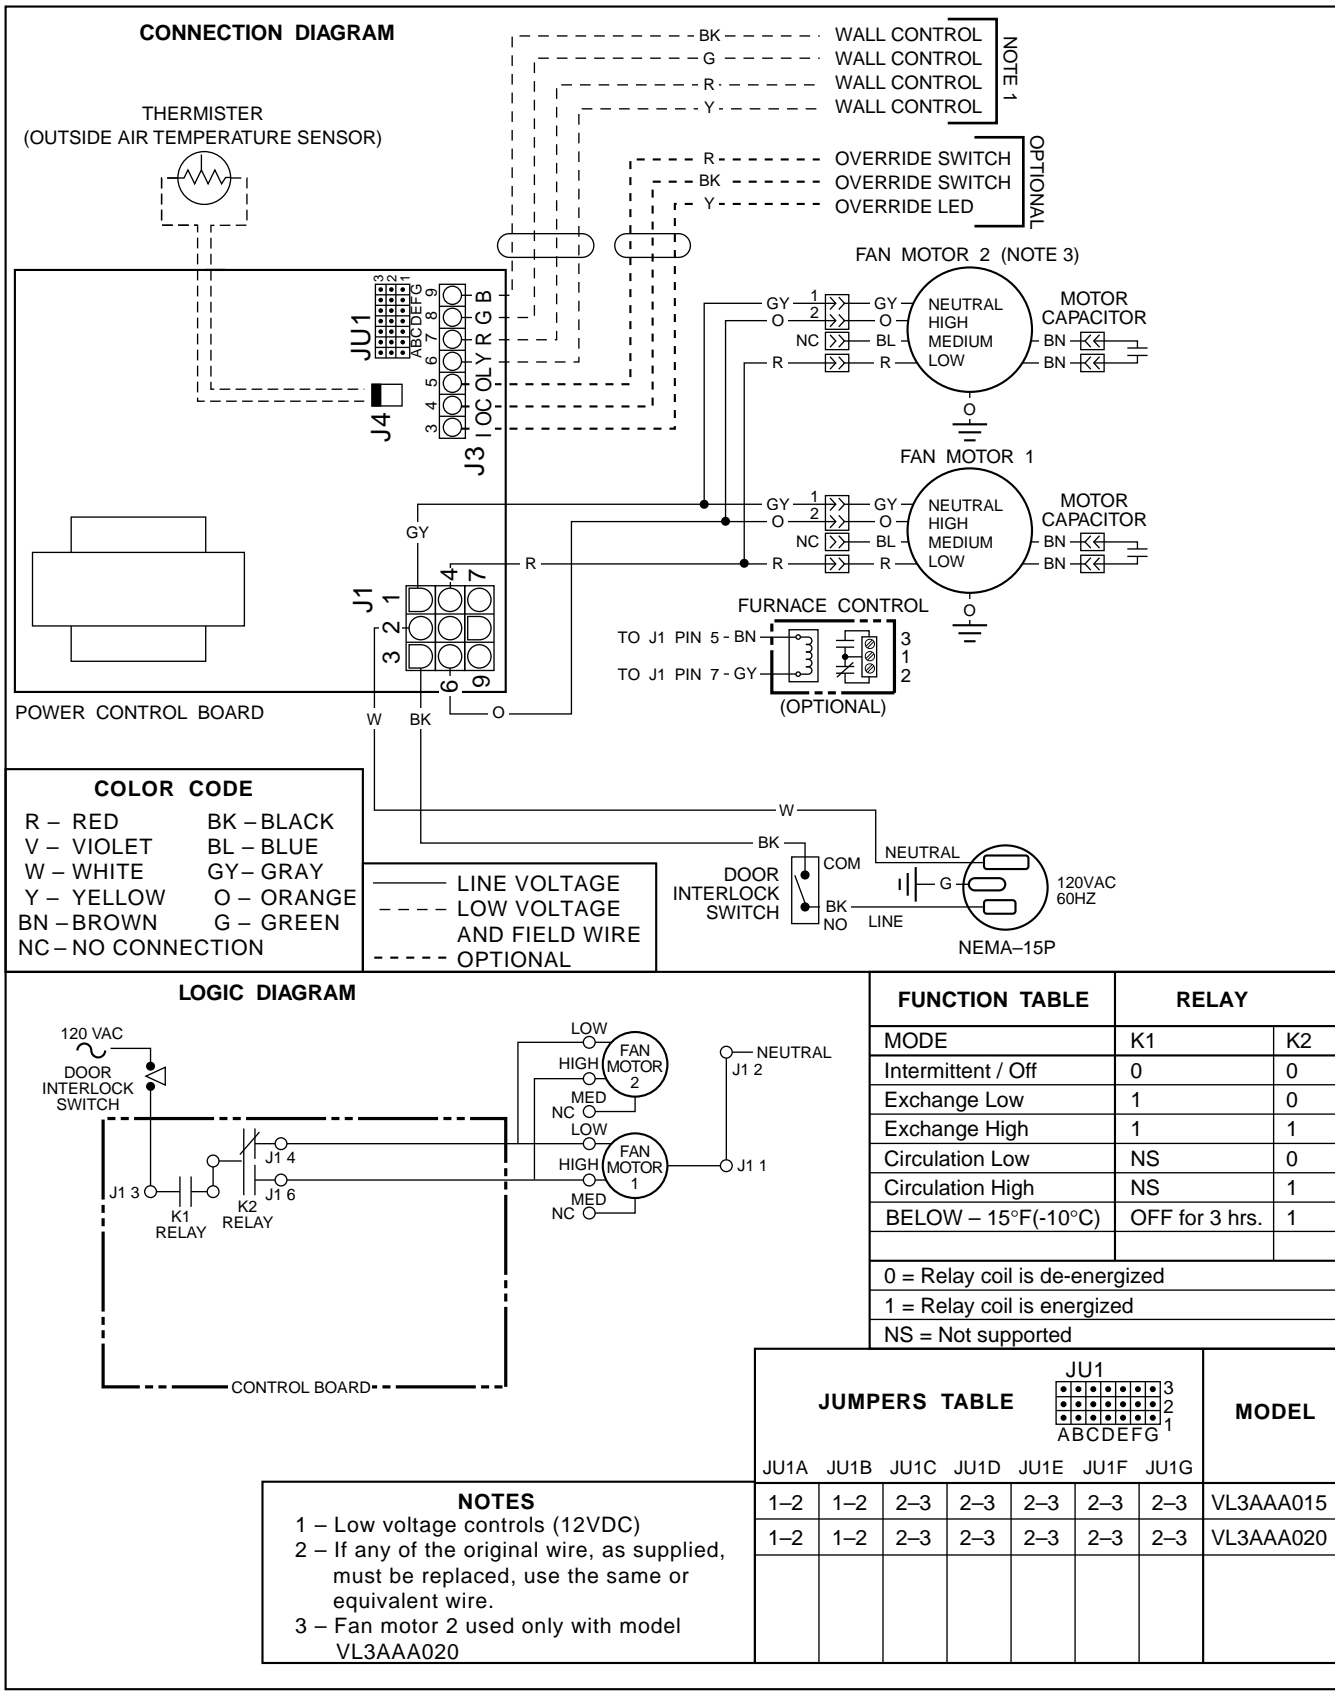 CONNECTION DIAGRAM
BK WALL CONTROL
G WALL CONTROL
R WALL CONTROL
Y WALL CONTROL
NOTE 1
THERMISTER
(OUTSIDE AIR TEMPERATURE SENSOR)
R OVERRIDE SWITCH
BK OVERRIDE SWITCH
Y OVERRIDE LED
OPTIONAL
FAN MOTOR 2 (NOTE 3)
JU1
3 2 1
ABCDEFG
9 8 7 6 5 4 3
B G R Y OL OC I
J4
J3
GY 1 GY NEUTRAL
O 2 O HIGH
NC BL MEDIUM
R R LOW
MOTOR
CAPACITOR
BN
BN
O
FAN MOTOR 1
GY 1 GY NEUTRAL
O 2 O HIGH
NC BL MEDIUM
R R LOW
MOTOR
CAPACITOR
BN
BN
O
GY
R
J1
1 4 7
2
3 6 9
FURNACE CONTROL
TO J1 PIN 5 - BN
TO J1 PIN 7 - GY
3
1
2
(OPTIONAL)
POWER CONTROL BOARD
W
BK
O
COLOR CODE
R – RED BK – BLACK
V – VIOLET BL – BLUE
W – WHITE GY – GRAY
Y – YELLOW O – ORANGE
BN – BROWN G – GREEN
NC – NO CONNECTION
LINE VOLTAGE
LOW VOLTAGE
AND FIELD WIRE
OPTIONAL
W
BK
DOOR
INTERLOCK
SWITCH
COM
BK
NO
NEUTRAL
G
LINE
120VAC
60HZ
NEMA–15P
LOGIC DIAGRAM
120 VAC
DOOR
INTERLOCK
SWITCH
LOW
HIGH
MED
NC
FAN
MOTOR
2
LOW
HIGH
MED
NC
FAN
MOTOR
1
NEUTRAL
J1 2
J1 1
J1 3
K1
RELAY
K2
RELAY
J1 4
J1 6
CONTROL BOARD
FUNCTION TABLE RELAY
MODE K1 K2
Intermittent / Off 0 0
Exchange Low 1 0
Exchange High 1 1
Circulation Low NS 0
Circulation High NS 1
BELOW – 15°F(-10°C) OFF for 3 hrs. 1
0 = Relay coil is de-energized
1 = Relay coil is energized
NS = Not supported
JUMPERS TABLE
JU1
3
2
1
ABCDEFG
MODEL
JU1A JU1B JU1C JU1D JU1E JU1F JU1G
1–2 1–2 2–3 2–3 2–3 2–3 2–3 VL3AAA015
1–2 1–2 2–3 2–3 2–3 2–3 2–3 VL3AAA020
NOTES
1 – Low voltage controls (12VDC)
2 – If any of the original wire, as supplied,
must be replaced, use the same or
equivalent wire.
3 – Fan motor 2 used only with model
VL3AAA020